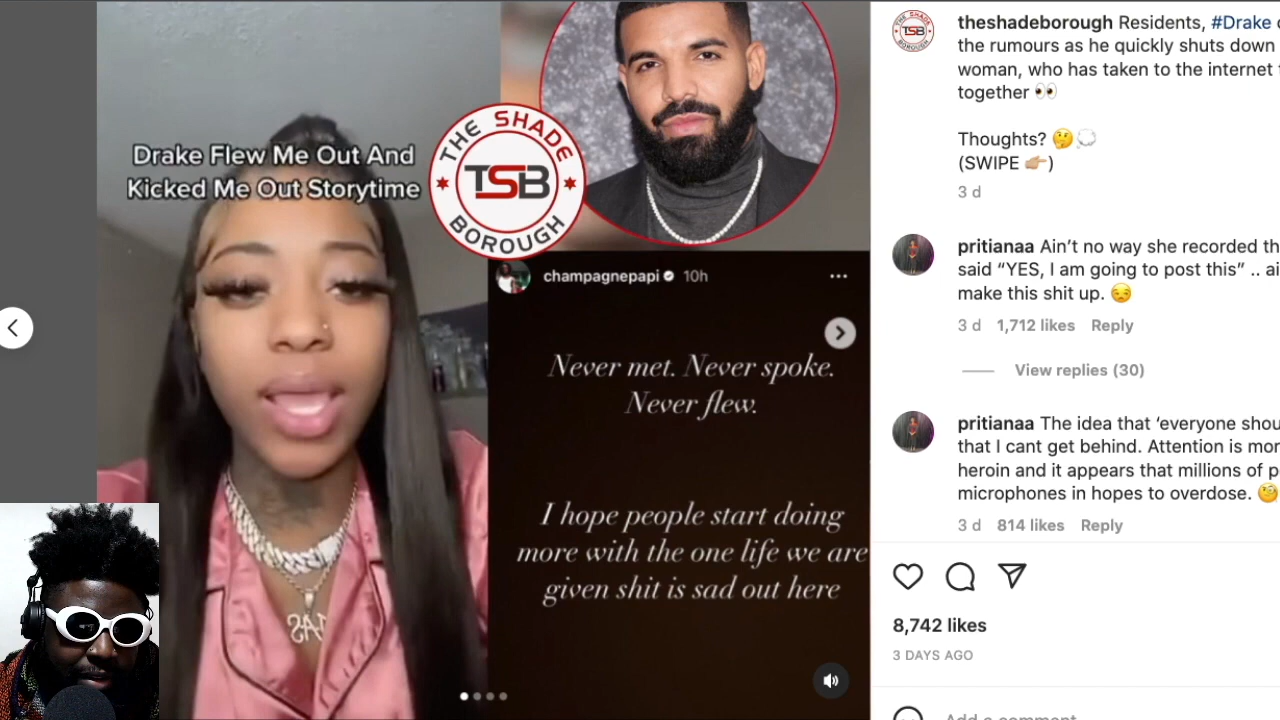 Drake Flew Me Out And
Kicked Me Out Storytime
THE SHADE
TSB
BOROUGH
champagnepapi 10h
Never met. Never spoke.
Never flew.
I hope people start doing
more with the one life we are
given shit is sad out here
THE SHADE
TSB
BOROUGH
theshadeborough Residents, #Drake
the rumours as he quickly shuts down
woman, who has taken to the internet
together 👀
Thoughts? 🤔💭
(SWIPE 👉🏼)
3 d
pritianaa Ain’t no way she recorded th
said “YES, I am going to post this” .. ai
make this shit up. 😒
3 d 1,712 likes Reply
View replies (30)
pritianaa The idea that ‘everyone shou
that I cant get behind. Attention is mor
heroin and it appears that millions of p
microphones in hopes to overdose. 🧐
3 d 814 likes Reply
8,742 likes
3 DAYS AGO
Add a comment